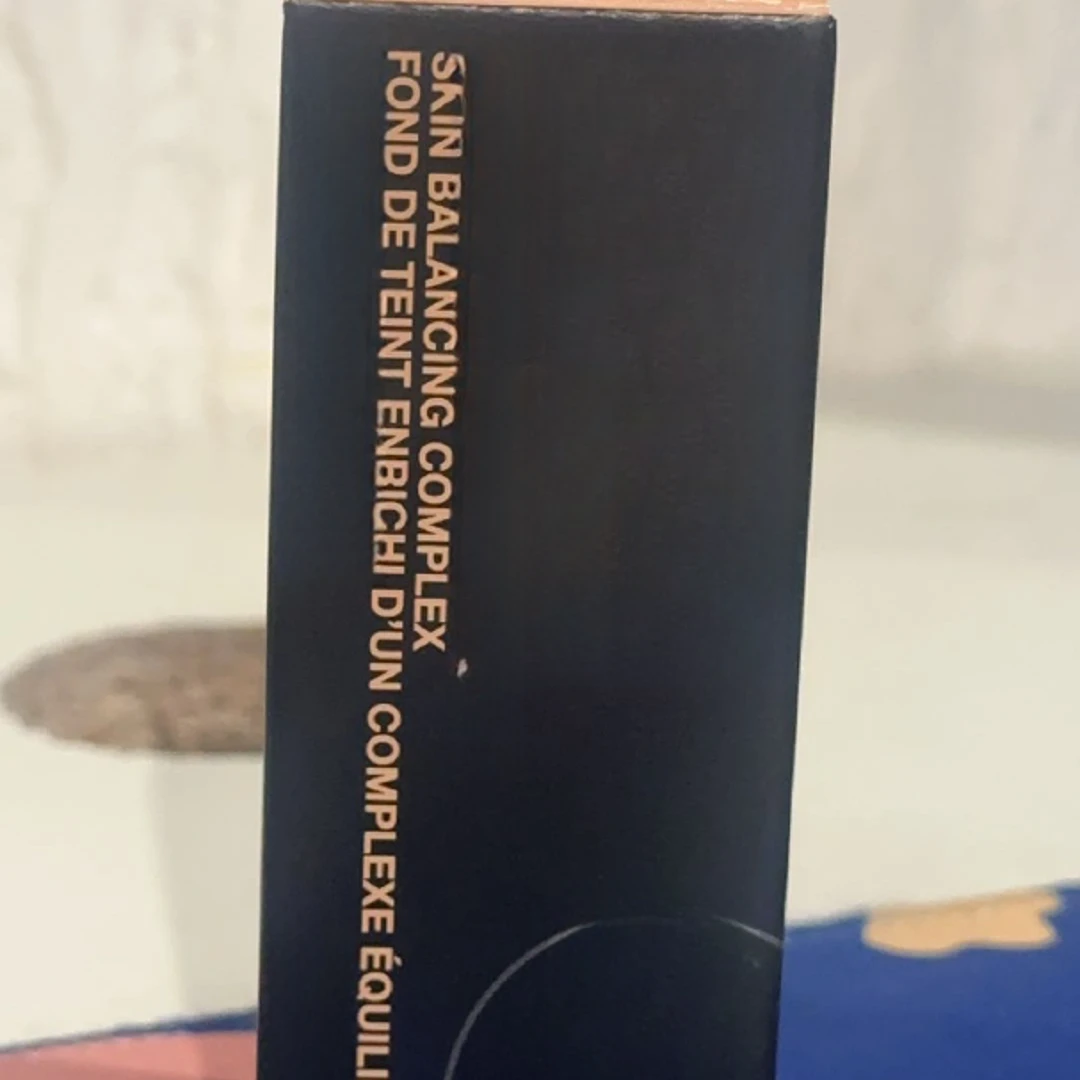 SKIN BALANCING COMPLEX
FOND DE TEINT ENBICHI D'UN COMPLEXE ÉQUILI